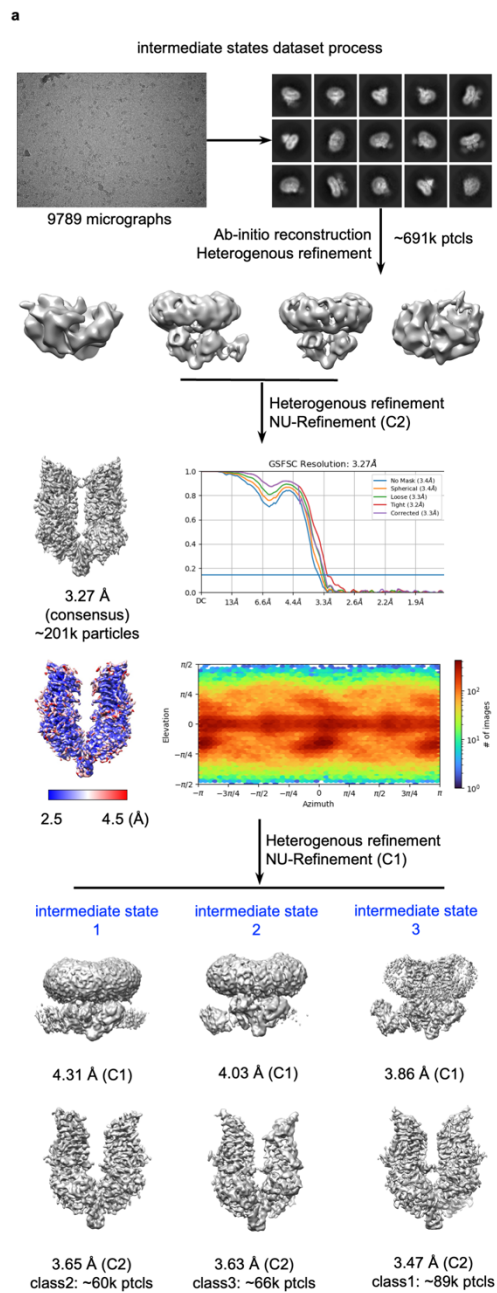 a
intermediate states dataset process
9789 micrographs
Ab-initio reconstruction
Heterogenous refinement
~691k ptcls
Heterogenous refinement
NU-Refinement (C2)
GSFSC Resolution: 3.27Å
No Mask (3.4Å)
Spherical (3.4Å)
Loose (3.3Å)
Tight (3.2Å)
Corrected (3.3Å)
1.0
0.8
0.6
0.4
0.2
0.0
DC 13Å 6.6Å 4.4Å 3.3Å 2.6Å 2.2Å 1.9Å
3.27 Å
(consensus)
~201k particles
2.5 4.5 (Å)
Elevation
π/2
π/4
0
−π/4
−π/2
−π −3π/4 −π/2 −π/4 0 π/4 π/2 3π/4 π
Azimuth
10²
10¹
10⁰
# of images
Heterogenous refinement
NU-Refinement (C1)
intermediate state
1
intermediate state
2
intermediate state
3
4.31 Å (C1)
4.03 Å (C1)
3.86 Å (C1)
3.65 Å (C2)
class2: ~60k ptcls
3.63 Å (C2)
class3: ~66k ptcls
3.47 Å (C2)
class1: ~89k ptcls